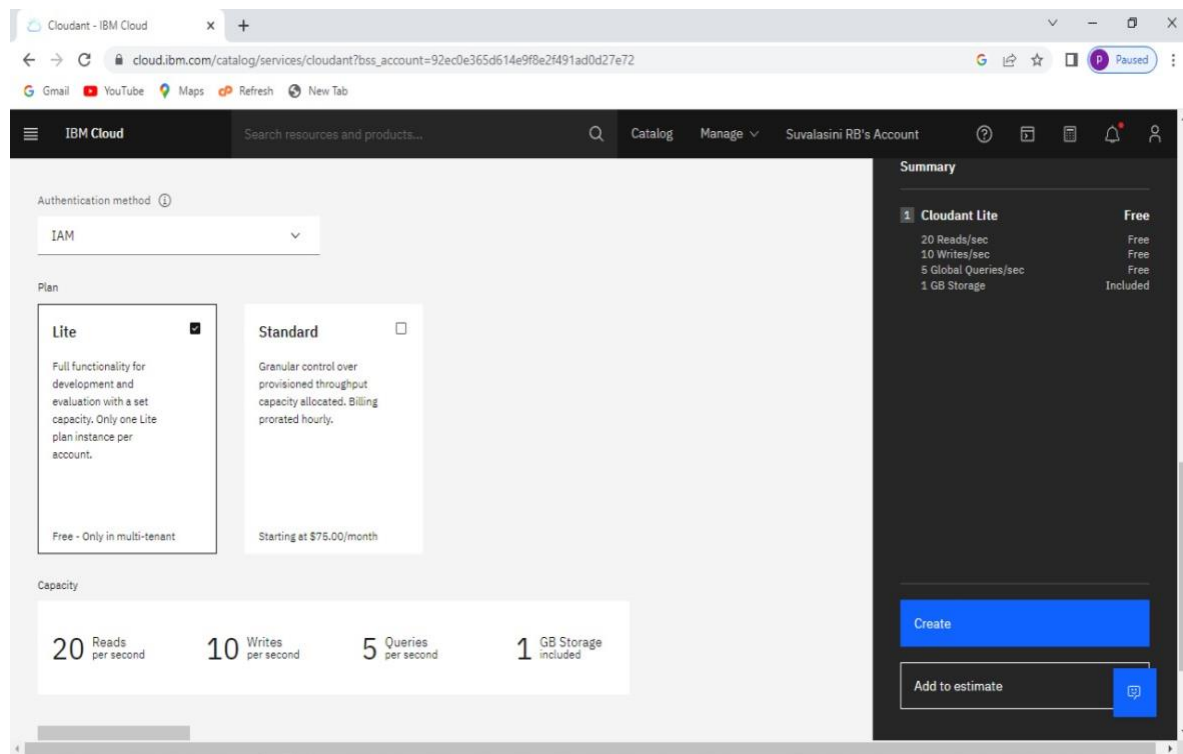 Cloudant - IBM Cloud
cloud.ibm.com/catalog/services/cloudant?bss_account=92ec0e365d614e9f8e2f491ad0d27e72
P Paused
Gmail YouTube Maps Refresh New Tab
IBM Cloud Search resources and products... Catalog Manage Suvalasini RB's Account
Summary
Authentication method
IAM
1 Cloudant Lite Free
20 Reads/sec Free
10 Writes/sec Free
5 Global Queries/sec Free
1 GB Storage Included
Plan
Lite
Full functionality for
development and
evaluation with a set
capacity. Only one Lite
plan instance per
account.
Free - Only in multi-tenant
Standard
Granular control over
provisioned throughput
capacity allocated. Billing
prorated hourly.
Starting at $75.00/month
Capacity
20 Reads per second
10 Writes per second
5 Queries per second
1 GB Storage included
Create
Add to estimate